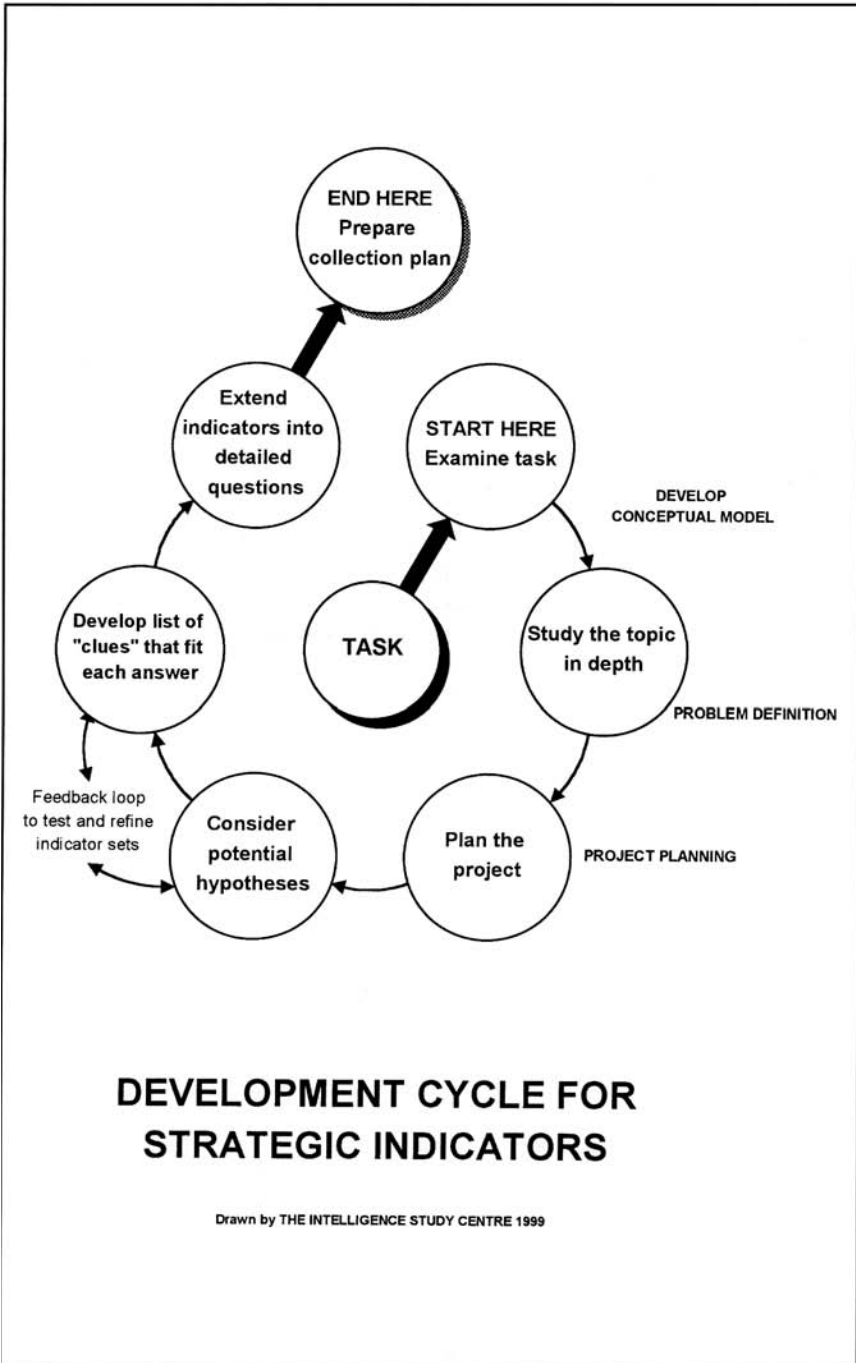 END HERE
Prepare
collection plan
Extend
indicators into
detailed
questions
START HERE
Examine task
DEVELOP
CONCEPTUAL MODEL
Develop list of
"clues" that fit
each answer
TASK
Study the topic
in depth
PROBLEM DEFINITION
Feedback loop
to test and refine
indicator sets
Consider
potential
hypotheses
Plan the
project
PROJECT PLANNING
DEVELOPMENT CYCLE FOR
STRATEGIC INDICATORS
Drawn by THE INTELLIGENCE STUDY CENTRE 1999